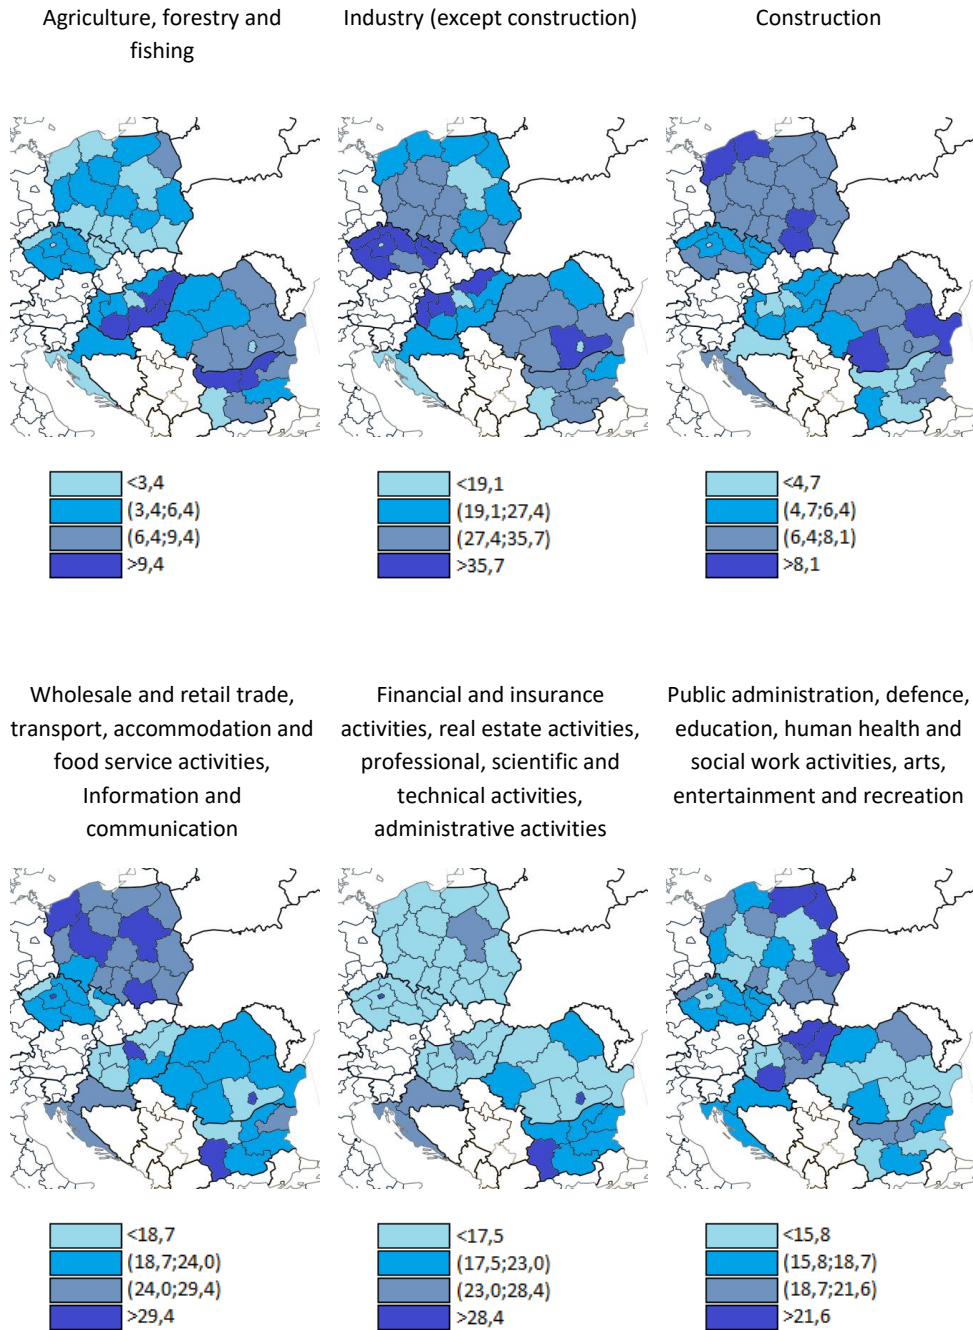 Agriculture, forestry and
fishing
Industry (except construction)
Construction
<3,4
(3,4;6,4)
(6,4;9,4)
>9,4
<19,1
(19,1;27,4)
(27,4;35,7)
>35,7
<4,7
(4,7;6,4)
(6,4;8,1)
>8,1
Wholesale and retail trade,
transport, accommodation and
food service activities,
Information and
communication
Financial and insurance
activities, real estate activities,
professional, scientific and
technical activities,
administrative activities
Public administration, defence,
education, human health and
social work activities, arts,
entertainment and recreation
<18,7
(18,7;24,0)
(24,0;29,4)
>29,4
<17,5
(17,5;23,0)
(23,0;28,4)
>28,4
<15,8
(15,8;18,7)
(18,7;21,6)
>21,6